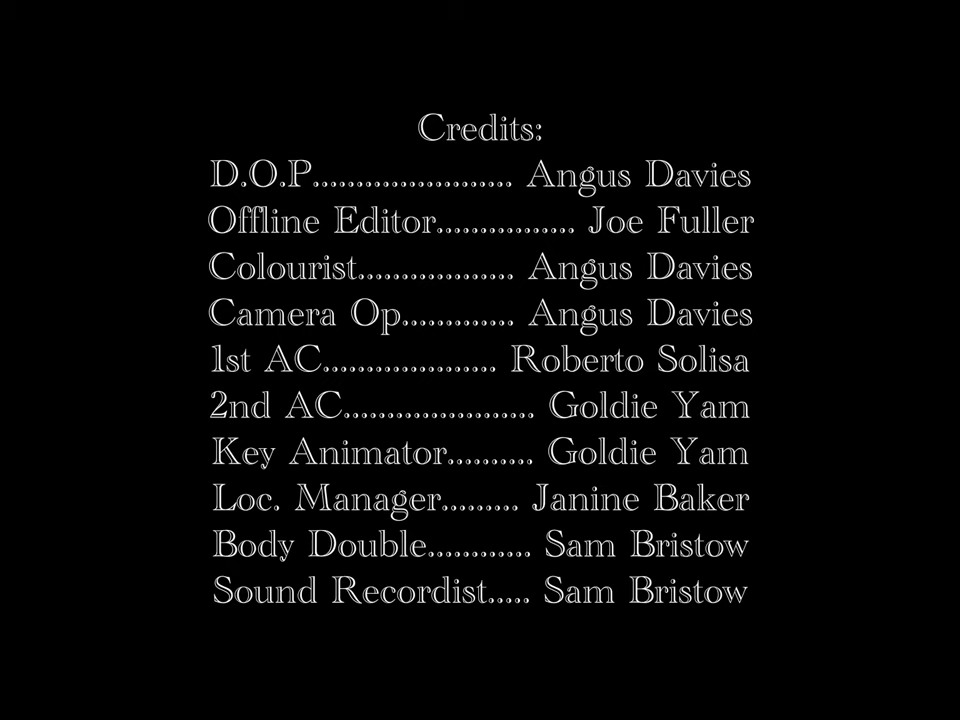 Credits:
D.O.P....................... Angus Davies
Offline Editor................ Joe Fuller
Colourist.................. Angus Davies
Camera Op............. Angus Davies
1st AC.................... Roberto Solisa
2nd AC...................... Goldie Yam
Key Animator.......... Goldie Yam
Loc. Manager......... Janine Baker
Body Double............ Sam Bristow
Sound Recordist..... Sam Bristow